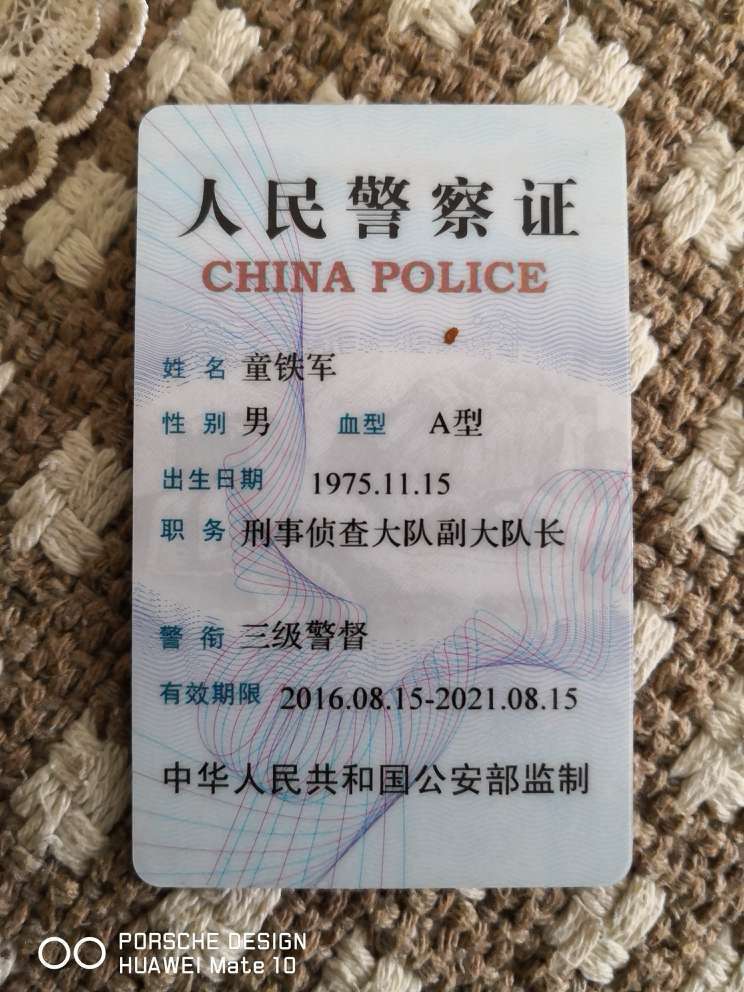 人民警察证
CHINA POLICE
姓名 童铁军
性别 男 血型 A型
出生日期 1975.11.15
职务 刑事侦查大队副大队长
警衔 三级警督
有效期限 2016.08.15-2021.08.15
中华人民共和国公安部监制
PORSCHE DESIGN
HUAWEI Mate 10